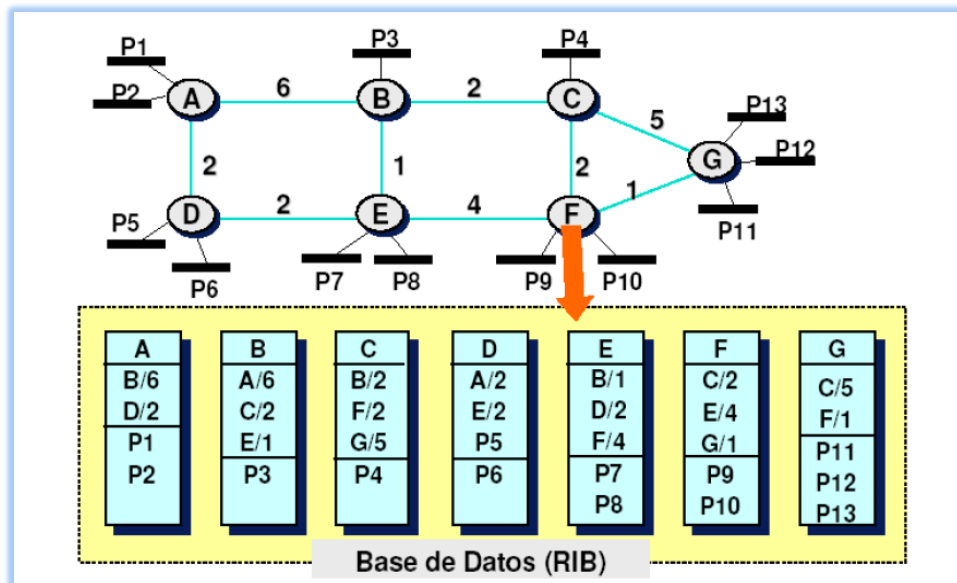 P1
P3
P4
P2
A
6
B
2
C
5
P13
P12
G
2
1
2
1
P11
P5
D
2
E
4
F
P6
P7
P8
P9
P10
A
B/6
D/2
P1
P2
B
A/6
C/2
E/1
P3
C
B/2
F/2
G/5
P4
D
A/2
E/2
P5
P6
E
B/1
D/2
F/4
P7
P8
F
C/2
E/4
G/1
P9
P10
G
C/5
F/1
P11
P12
P13
Base de Datos (RIB)